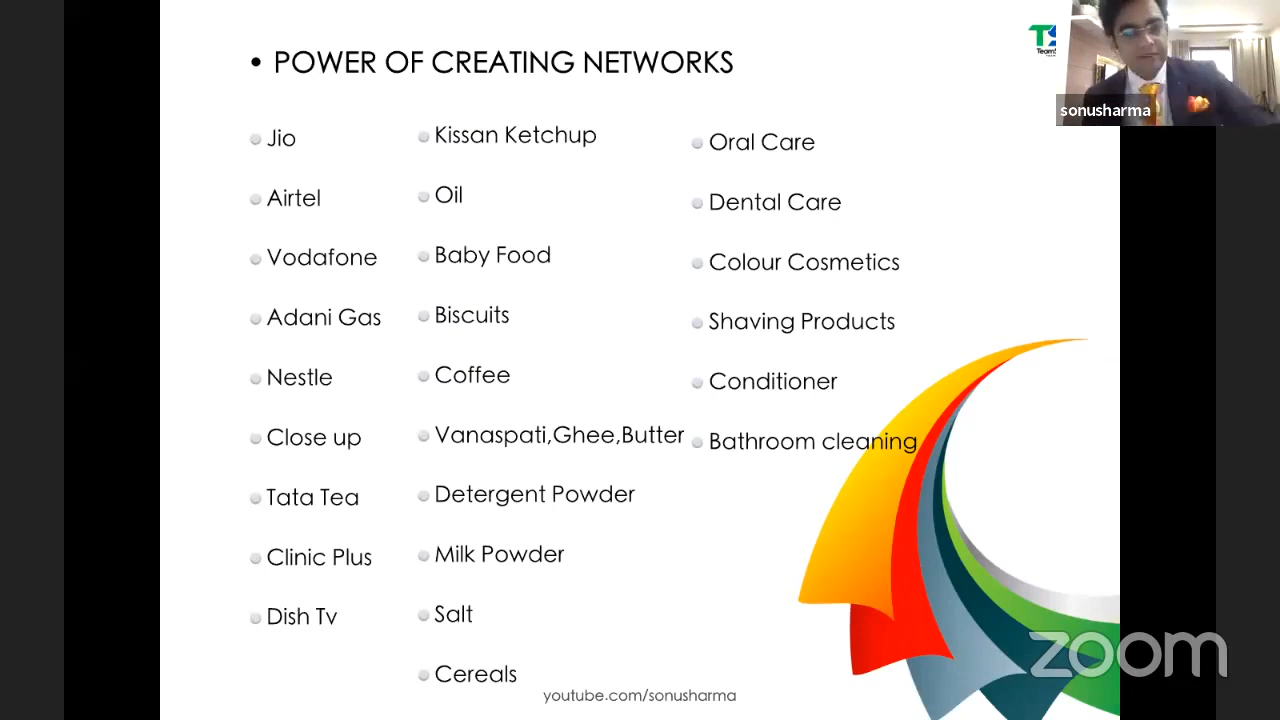 • POWER OF CREATING NETWORKS
Jio
Airtel
Vodafone
Adani Gas
Nestle
Close up
Tata Tea
Clinic Plus
Dish Tv
Kissan Ketchup
Oil
Baby Food
Biscuits
Coffee
Vanaspati,Ghee,Butter
Detergent Powder
Milk Powder
Salt
Cereals
Oral Care
Dental Care
Colour Cosmetics
Shaving Products
Conditioner
Bathroom cleaning
youtube.com/sonusharma
sonusharma
zoom